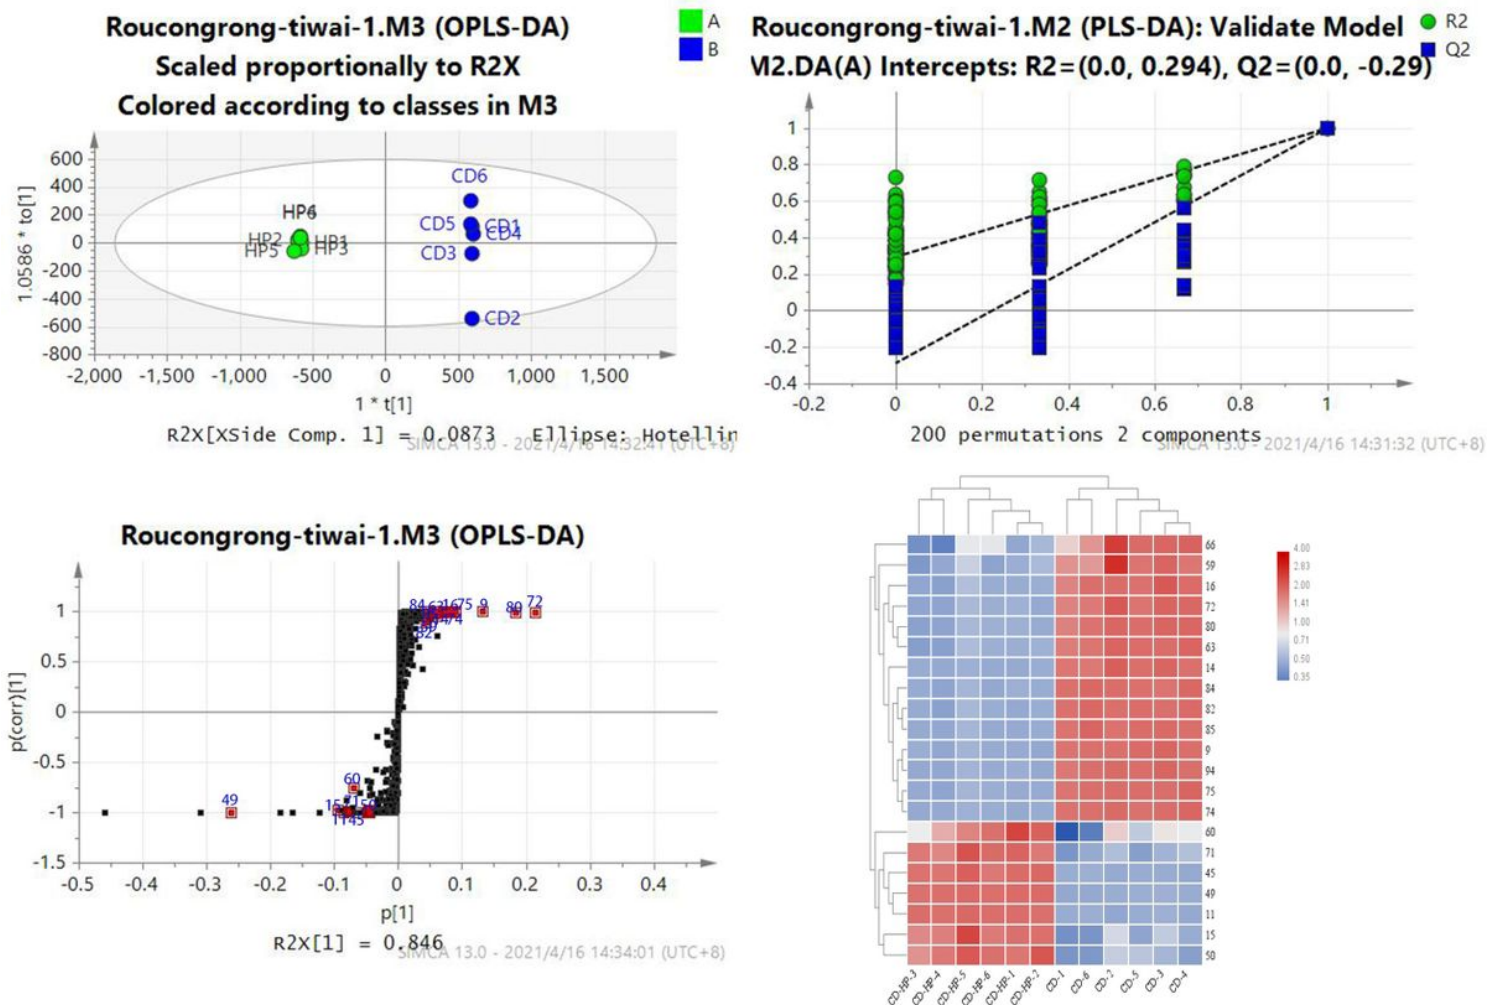 Roucongrong-tiwai-1.M3 (OPLS-DA)
Scaled proportionally to R2X
Colored according to classes in M3
A
B
600
400
200
0
-200
-400
-600
-800
1.0586 * to[1]
CD6
CD5
CD1
CD4
CD3
CD2
HP2
HP1
HP5
HP3
-2,000 -1,500 -1,000 -500 0 500 1,000 1,500
1 * t[1]
R2X[XSide Comp. 1] = 0.0873 Ellipse: Hotellin
SIMCA 13.0 - 2021/4/16 14:32:41 (UTC+8)
Roucongrong-tiwai-1.M2 (PLS-DA): Validate Model
M2.DA(A) Intercepts: R2=(0.0, 0.294), Q2=(0.0, -0.29)
R2
Q2
1
0.8
0.6
0.4
0.2
0
-0.2
-0.4
-0.2 0 0.2 0.4 0.6 0.8 1
200 permutations 2 components
SIMCA 13.0 - 2021/4/16 14:31:32 (UTC+8)
Roucongrong-tiwai-1.M3 (OPLS-DA)
1
0.5
0
-0.5
-1
-1.5
p(corr)[1]
84
16
75
9
80
72
82
60
49
15
11
45
-0.5 -0.4 -0.3 -0.2 -0.1 0 0.1 0.2 0.3 0.4
p[1]
R2X[1] = 0.846
SIMCA 13.0 - 2021/4/16 14:34:01 (UTC+8)
66
59
16
72
80
63
14
84
82
85
9
94
75
74
60
71
45
49
11
15
50
CD-HP-3 CD-HP-4 CD-HP-5 CD-HP-6 CD-HP-1 CD-HP-2 CD-1 CD-6 CD-2 CD-5 CD-3 CD-4
4.00
2.83
2.00
1.41
1.00
0.71
0.50
0.35